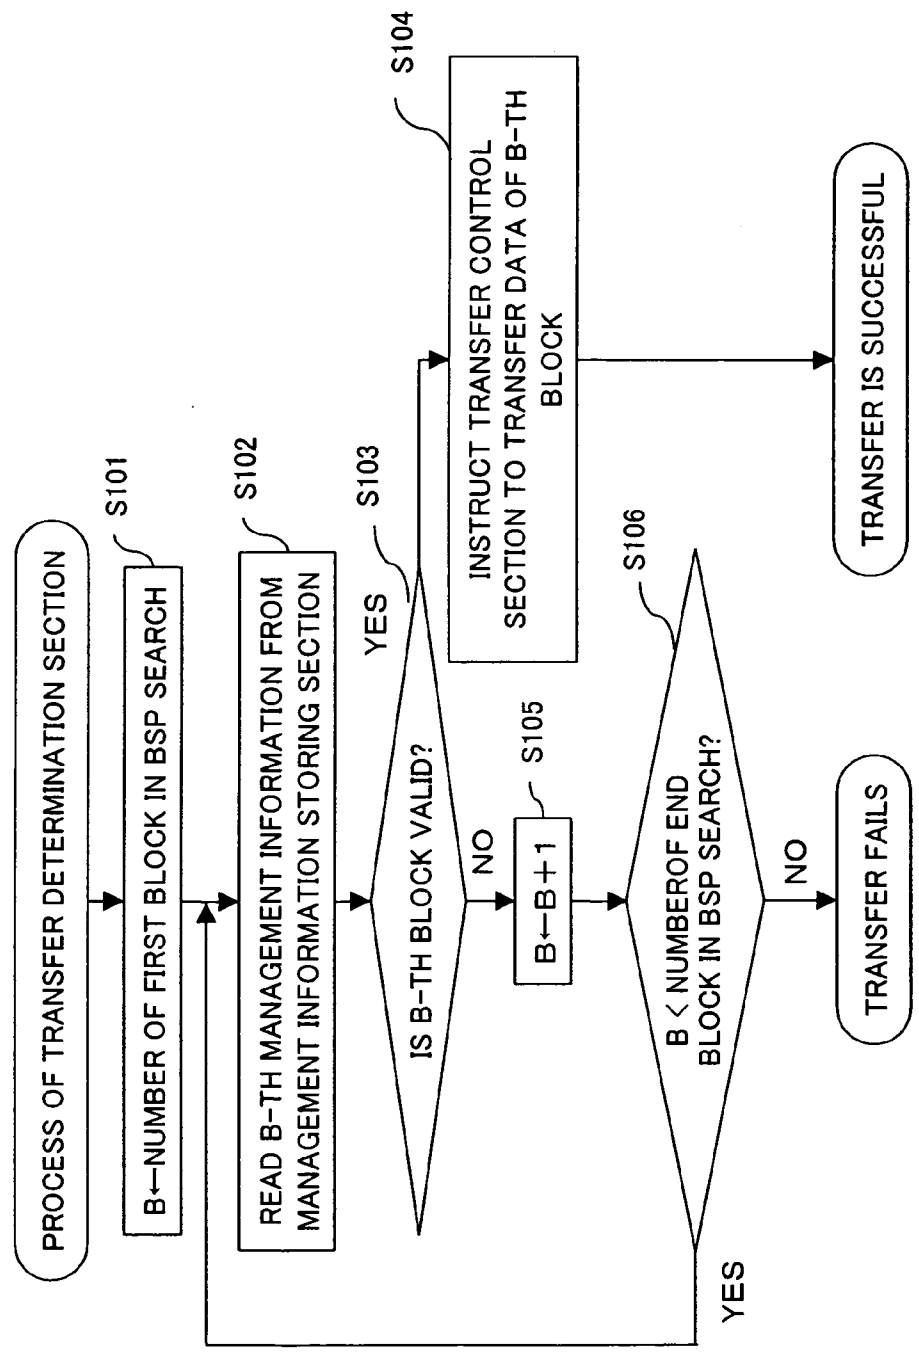 PROCESS OF TRANSFER DETERMINATION SECTION
S101
B←NUMBER OF FIRST BLOCK IN BSP SEARCH
S102
READ B-TH MANAGEMENT INFORMATION FROM
MANAGEMENT INFORMATION STORING SECTION
S103
IS B-TH BLOCK VALID?
YES
NO
S104
INSTRUCT TRANSFER CONTROL
SECTION TO TRANSFER DATA OF B-TH
BLOCK
S105
B←B+1
S106
B < NUMBEROF END
BLOCK IN BSP SEARCH?
YES
NO
TRANSFER FAILS
TRANSFER IS SUCCESSFUL